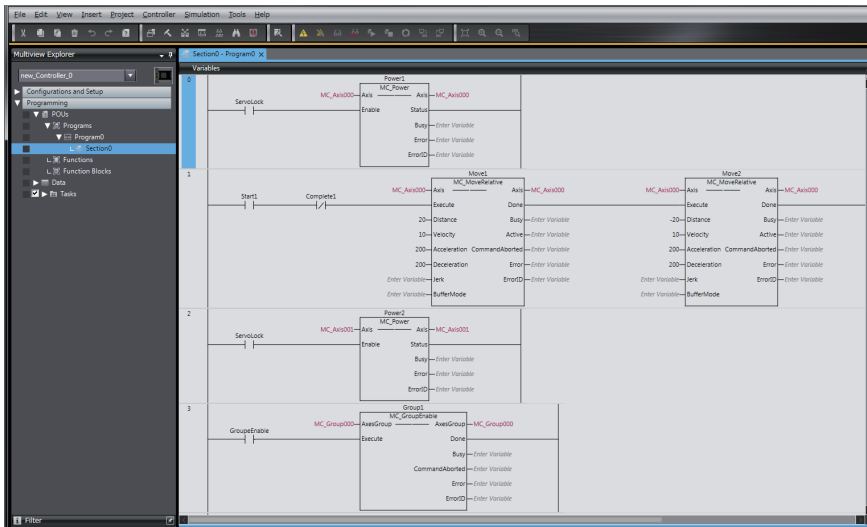 File Edit View Insert Project Controller Simulation Tools Help
Multiview Explorer
Section0 - Program0 x
Variables
new_Controller_0
Configurations and Setup
Programming
POUs
Programs
Program0
Section0
Functions
Function Blocks
Data
Tasks
Filter
0
Power1
MC_Power
MC_Axis000 Axis Axis MC_Axis000
ServoLock
Enable Status
Busy Enter Variable
Error Enter Variable
ErrorID Enter Variable
1
Move1
MC_MoveRelative
MC_Axis000 Axis Axis MC_Axis000
Start1 Complete1
Execute Done
20 Distance Busy Enter Variable
10 Velocity Active Enter Variable
200 Acceleration CommandAborted Enter Variable
200 Deceleration Error Enter Variable
Enter Variable Jerk ErrorID Enter Variable
Enter Variable BufferMode
Move2
MC_MoveRelative
MC_Axis000 Axis Axis MC_Axis000
Execute Done
-20 Distance Busy Enter Variable
10 Velocity Active Enter Variable
200 Acceleration CommandAborted Enter Variable
200 Deceleration Error Enter Variable
Enter Variable Jerk ErrorID Enter Variable
Enter Variable BufferMode
2
Power2
MC_Power
MC_Axis001 Axis Axis MC_Axis001
ServoLock
Enable Status
Busy Enter Variable
Error Enter Variable
ErrorID Enter Variable
3
Group1
MC_GroupEnable
MC_Group000 AxesGroup AxesGroup MC_Group000
GroupeEnable
Execute Done
Busy Enter Variable
CommandAborted Enter Variable
Error Enter Variable
ErrorID Enter Variable